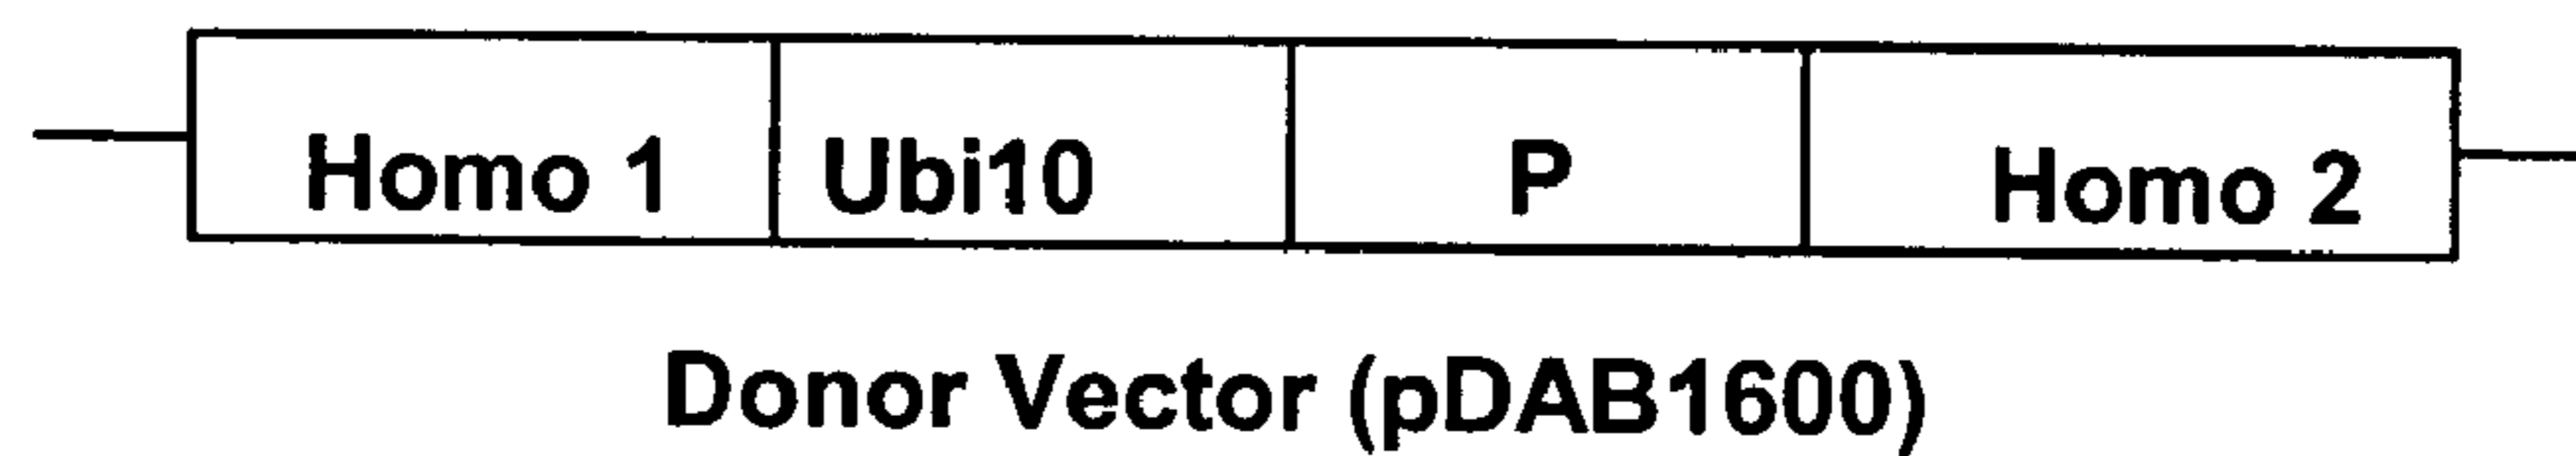 Homo 1 Ubi10 P Homo 2
Donor Vector (pDAB1600)